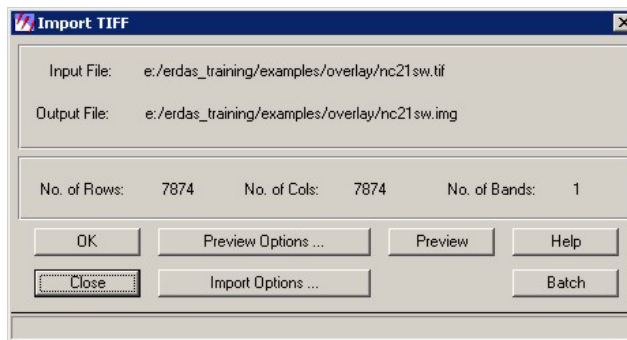 Import TIFF
Input File: e:/erdas_training/examples/overlay/nc21sw.tif
Output File: e:/erdas_training/examples/overlay/nc21sw.img
No. of Rows: 7874 No. of Cols: 7874 No. of Bands: 1
OK Preview Options ... Preview Help
Close Import Options ... Batch